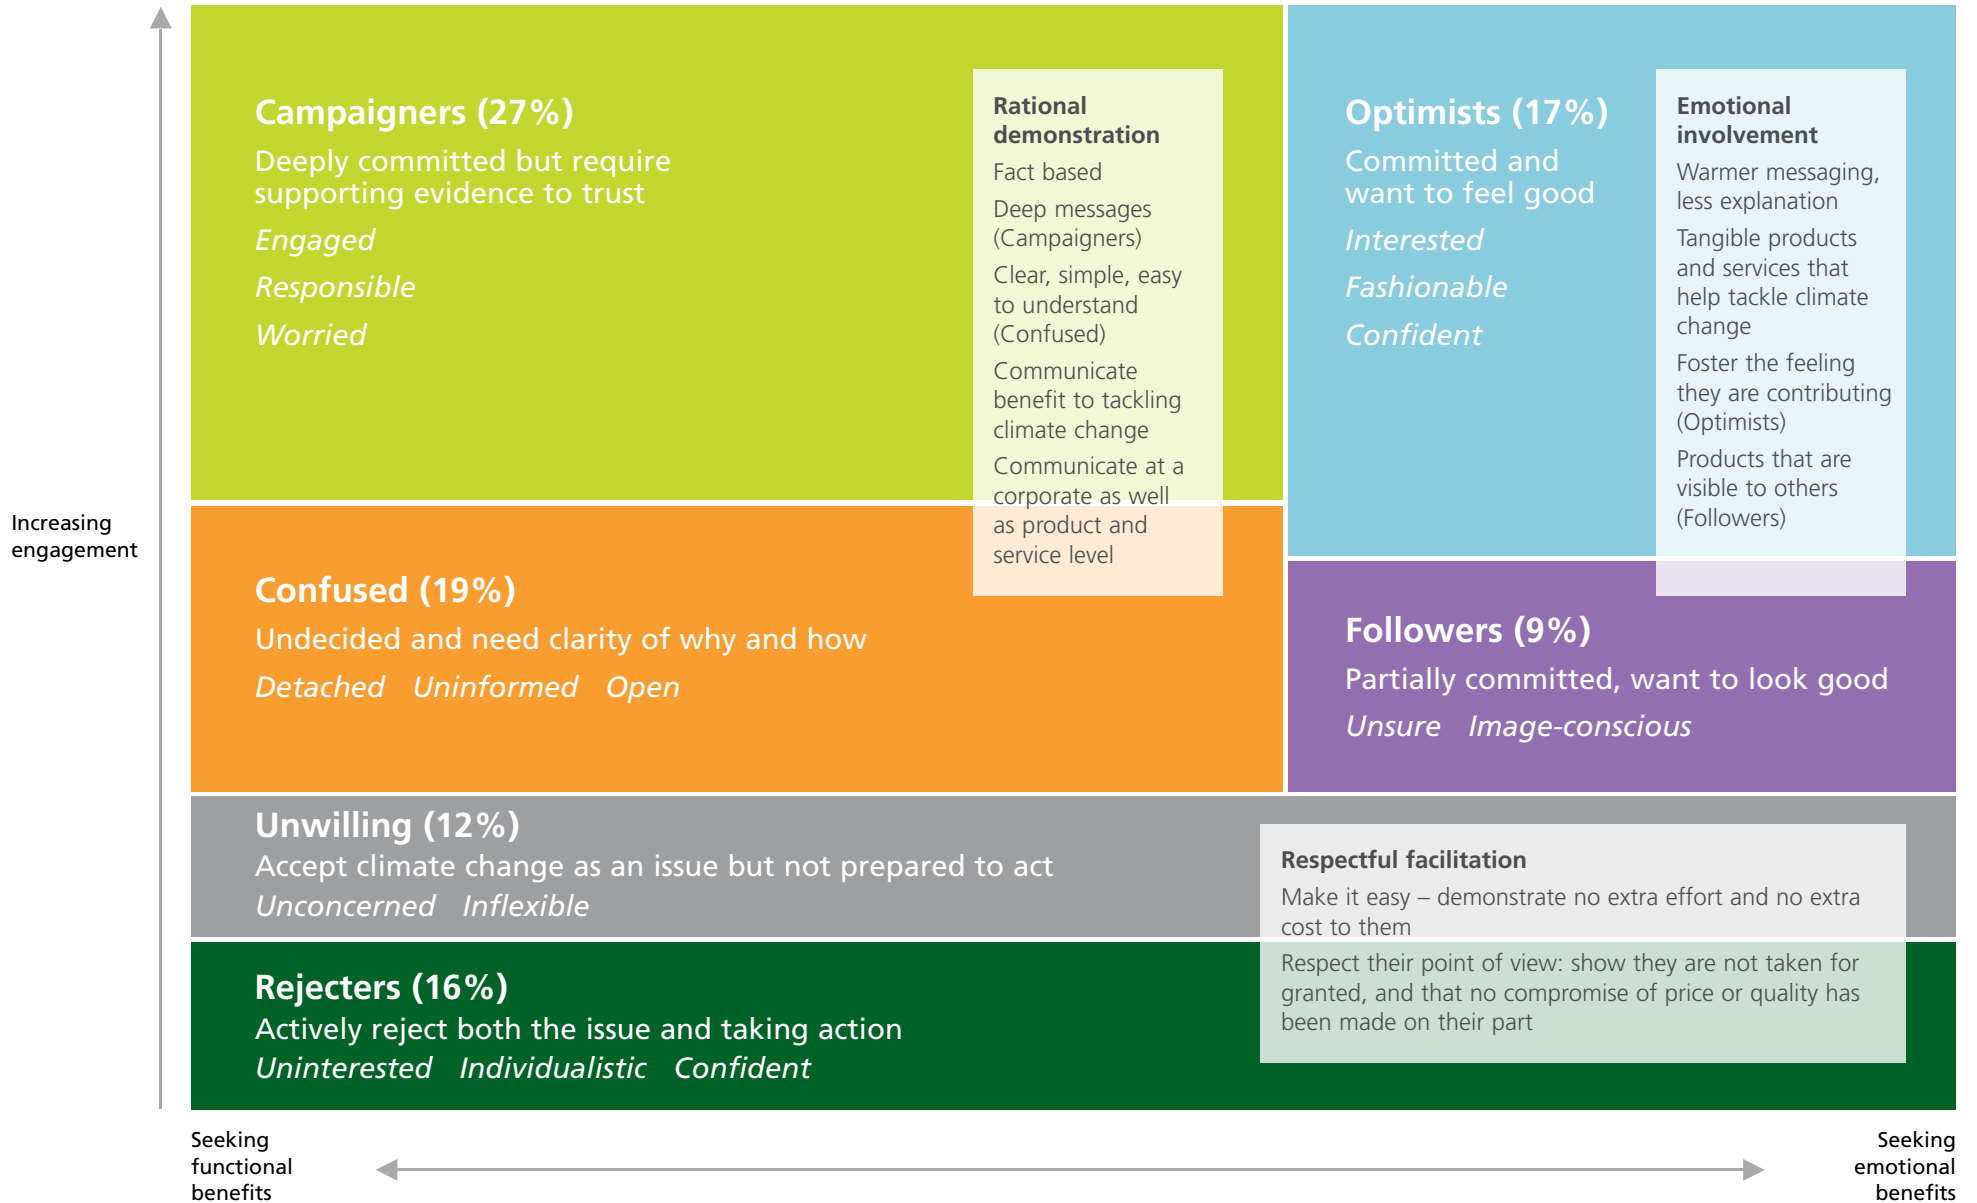 Campaigners (27%)
Deeply committed but require
supporting evidence to trust
Engaged
Responsible
Worried
Rational
demonstration
Fact based
Deep messages
(Campaigners)
Clear, simple, easy
to understand
(Confused)
Communicate
benefit to tackling
climate change
Communicate at a
corporate as well
as product and
service level
Optimists (17%)
Committed and
want to feel good
Interested
Fashionable
Confident
Emotional
involvement
Warmer messaging,
less explanation
Tangible products
and services that
help tackle climate
change
Foster the feeling
they are contributing
(Optimists)
Products that are
visible to others
(Followers)
Increasing
engagement
Confused (19%)
Undecided and need clarity of why and how
Detached Uninformed Open
Followers (9%)
Partially committed, want to look good
Unsure Image-conscious
Unwilling (12%)
Accept climate change as an issue but not prepared to act
Unconcerned Inflexible
Respectful facilitation
Make it easy – demonstrate no extra effort and no extra
cost to them
Respect their point of view: show they are not taken for
granted, and that no compromise of price or quality has
been made on their part
Rejecters (16%)
Actively reject both the issue and taking action
Uninterested Individualistic Confident
Seeking
functional
benefits
Seeking
emotional
benefits